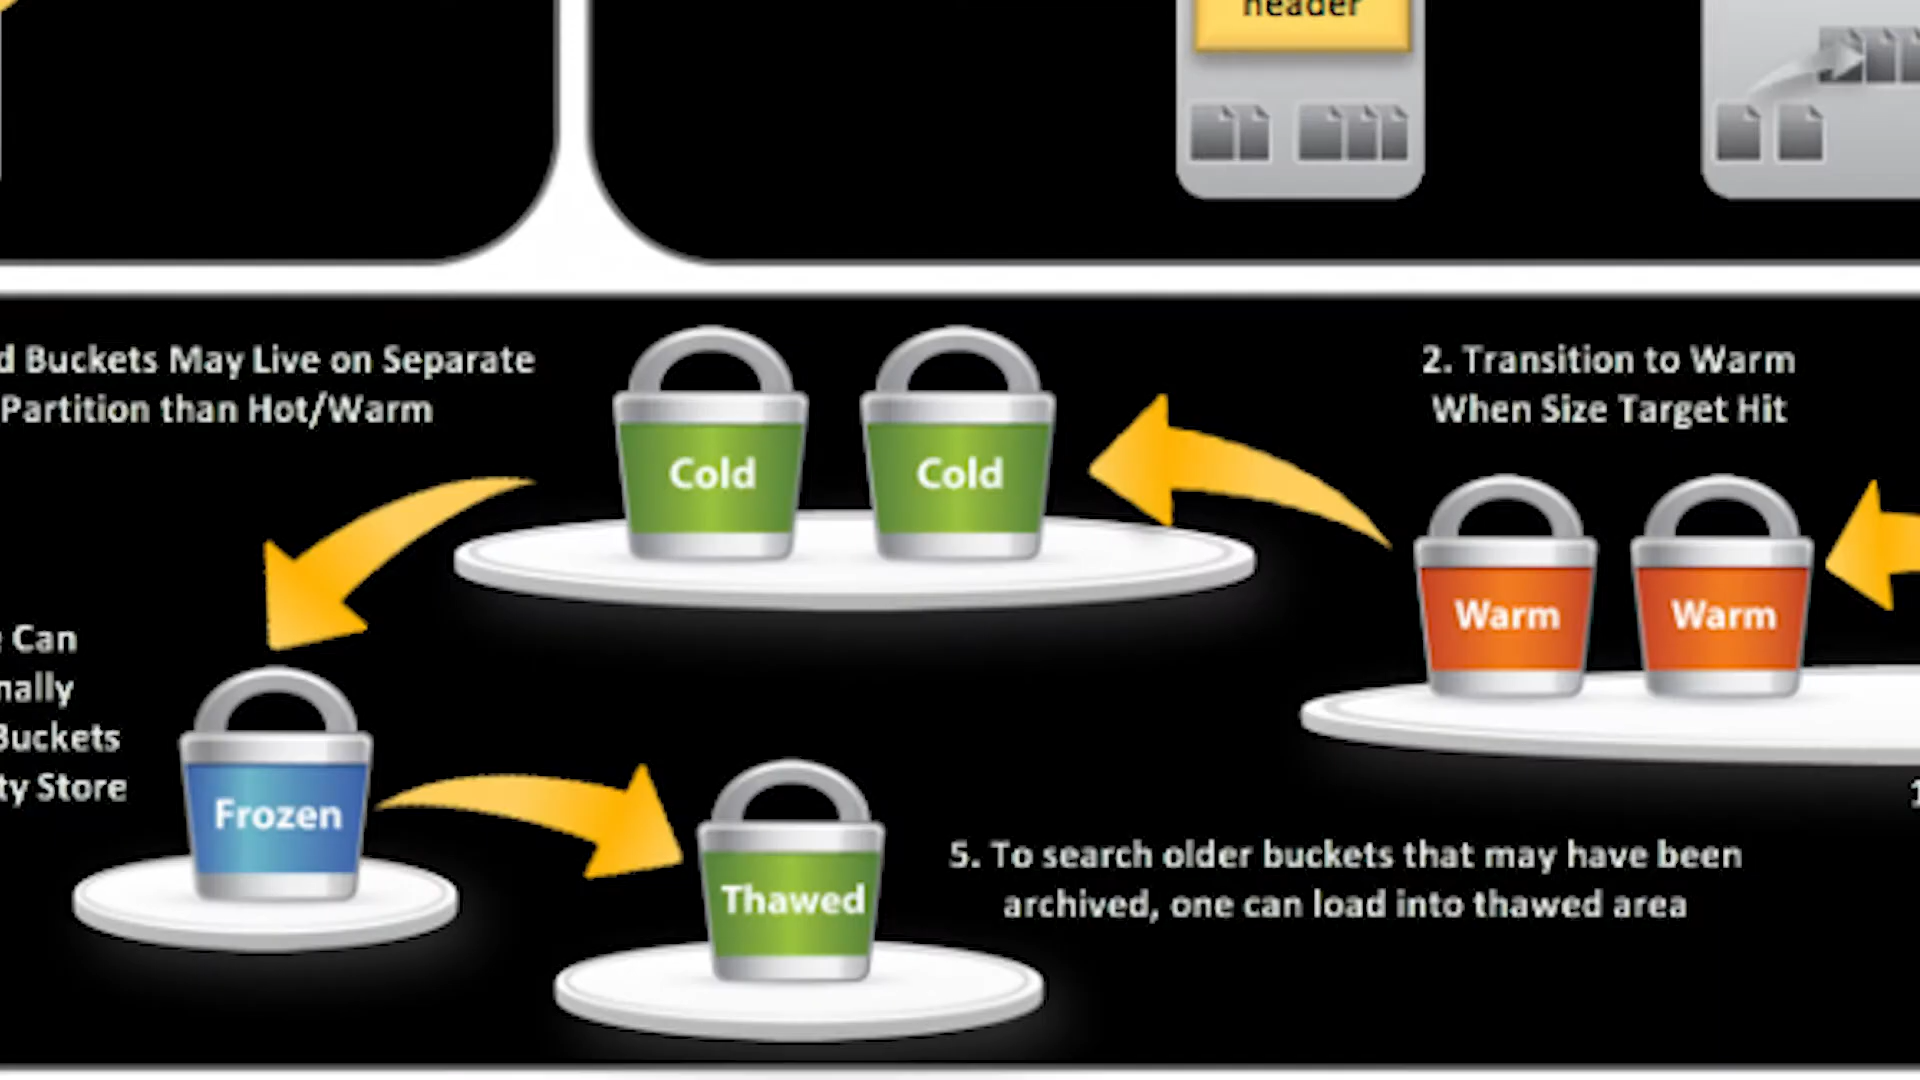 header
d Buckets May Live on Separate
Partition than Hot/Warm
Cold
Cold
2. Transition to Warm
When Size Target Hit
Warm
Warm
Can
nally
Buckets
ty Store
Frozen
Thawed
5. To search older buckets that may have been
archived, one can load into thawed area